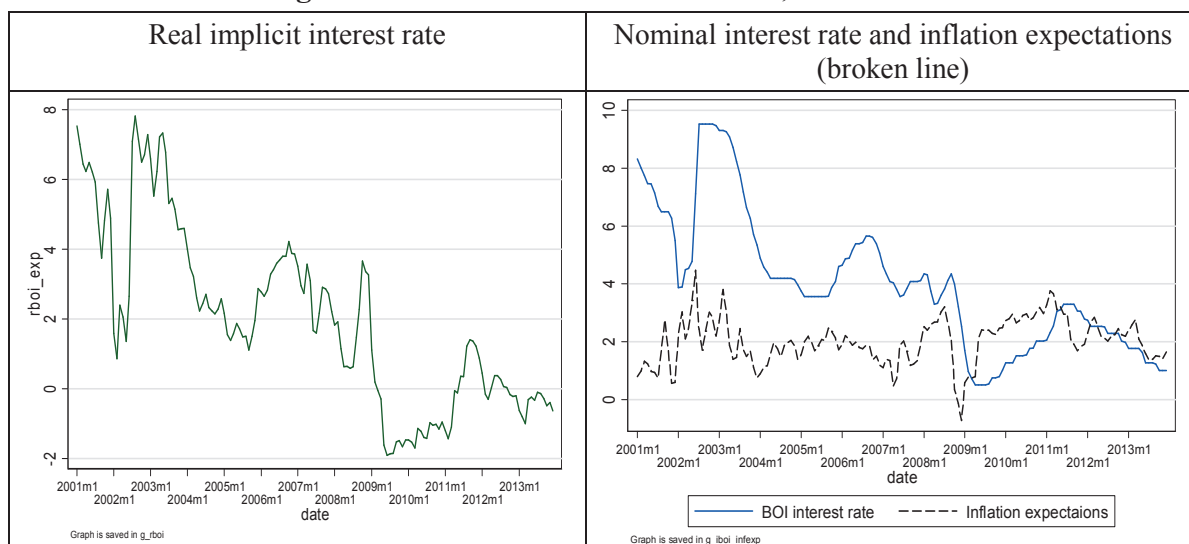 Real implicit interest rate
Nominal interest rate and inflation expectations
(broken line)
rboi_exp
8
6
4
2
0
-2
2001m1 2003m1 2005m1 2007m1 2009m1 2011m1 2013m1
2002m1 2004m1 2006m1 2008m1 2010m1 2012m1
date
Graph is saved in g_rboi
10
8
6
4
2
0
2001m1 2003m1 2005m1 2007m1 2009m1 2011m1 2013m1
2002m1 2004m1 2006m1 2008m1 2010m1 2012m1
date
BOI interest rate Inflation expectaions
Graph is saved in g_iboi_infexp